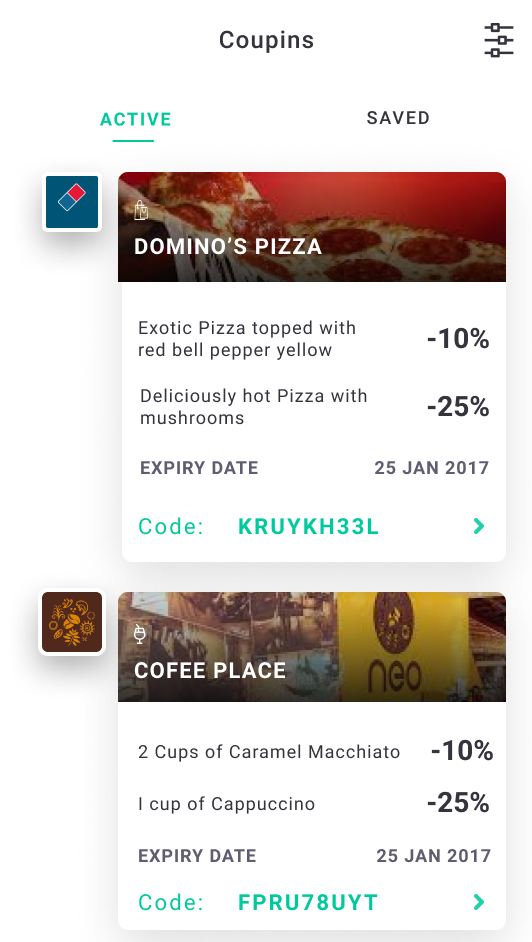 Coupins
ACTIVE
SAVED
DOMINO’S PIZZA
Exotic Pizza topped with
red bell pepper yellow
-10%
Deliciously hot Pizza with
mushrooms
-25%
EXPIRY DATE
25 JAN 2017
Code: KRUYKH33L
neo
COFEE PLACE
2 Cups of Caramel Macchiato
-10%
I cup of Cappuccino
-25%
EXPIRY DATE
25 JAN 2017
Code: FPRU78UYT